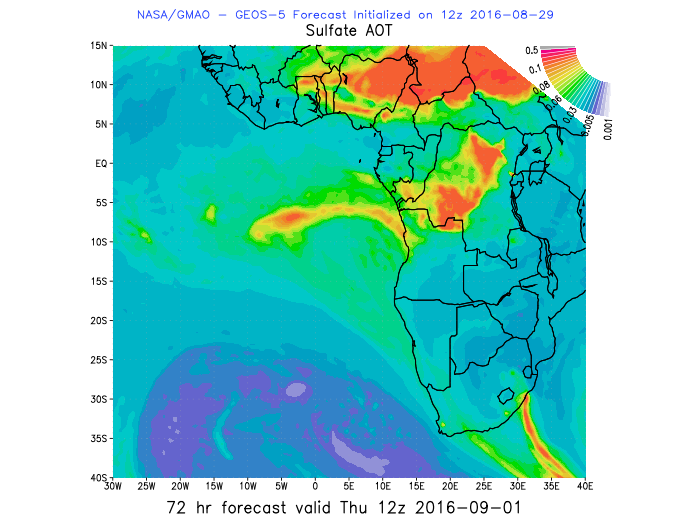 NASA/GMAO - GEOS-5 Forecast Initialized on 12z 2016-08-29
Sulfate AOT
15N
10N
5N
EQ
5S
10S
15S
20S
25S
30S
35S
40S
0.5
0.1
0.08
0.06
0.03
0.005
0.001
30W 25W 20W 15W 10W 5W 0 5E 10E 15E 20E 25E 30E 35E 40E
72 hr forecast valid Thu 12z 2016-09-01